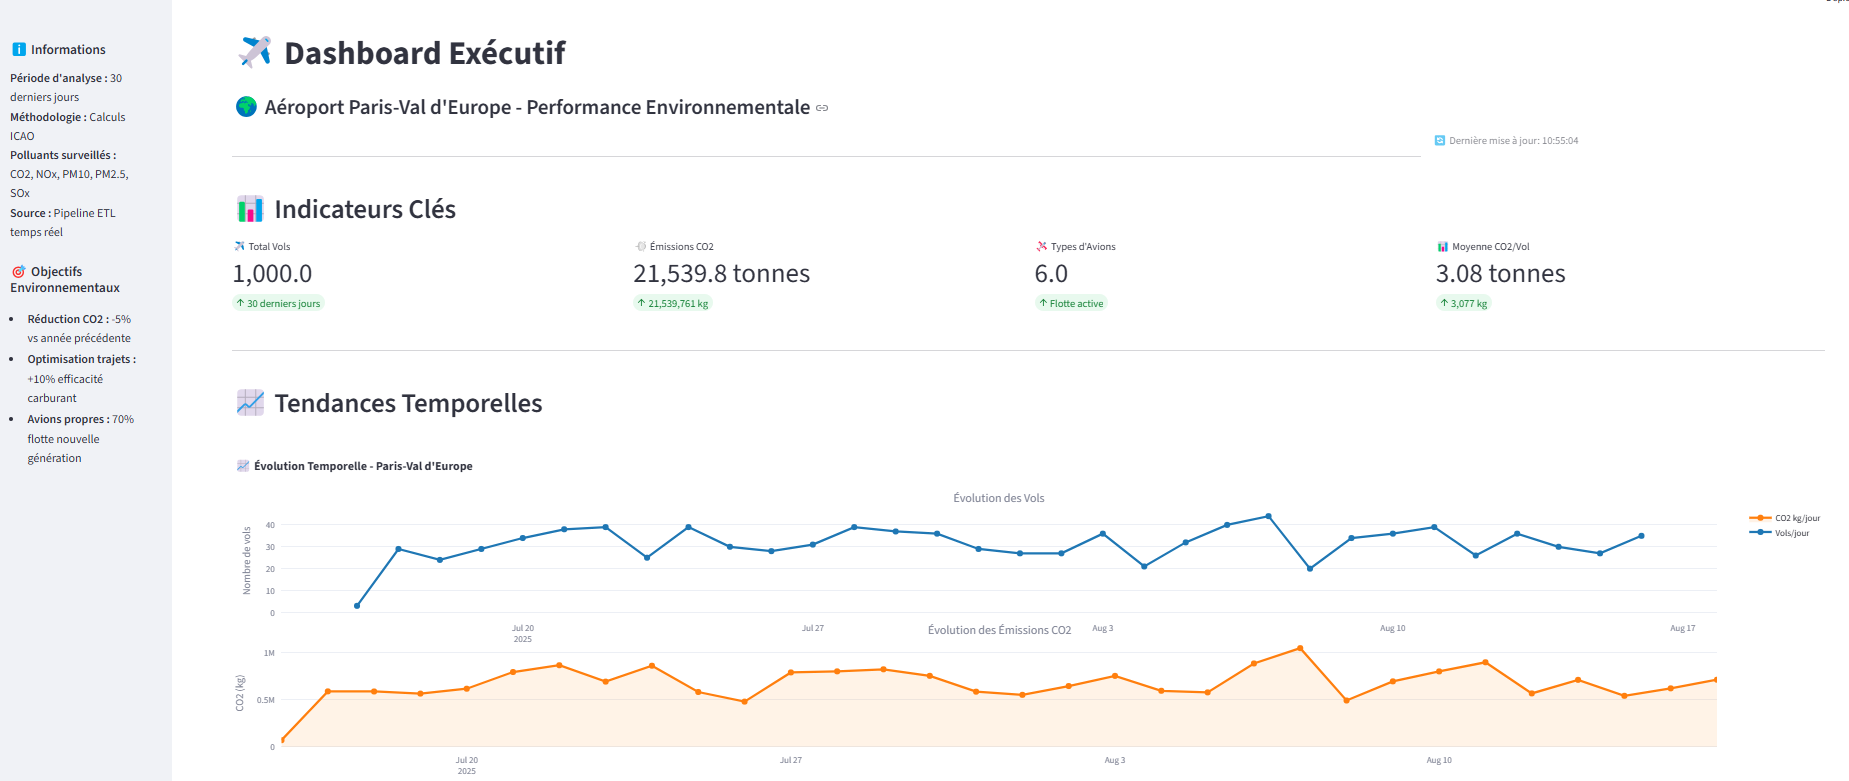 Informations
Période d'analyse : 30
derniers jours
Méthodologie : Calculs
ICAO
Polluants surveillés :
CO2, NOx, PM10, PM2.5,
SOx
Source : Pipeline ETL
temps réel
Objectifs
Environnementaux
Réduction CO2 : -5%
vs année précédente
Optimisation trajets :
+10% efficacité
carburant
Avions propres : 70%
flotte nouvelle
génération
Dashboard Exécutif
Aéroport Paris-Val d'Europe - Performance Environnementale
Dernière mise à jour: 10:55:04
Indicateurs Clés
Total Vols
1,000.0
↑ 30 derniers jours
Émissions CO2
21,539.8 tonnes
↑ 21,539,761 kg
Types d'Avions
6.0
↑ Flotte active
Moyenne CO2/Vol
3.08 tonnes
↑ 3,077 kg
Tendances Temporelles
Évolution Temporelle - Paris-Val d'Europe
Évolution des Vols
Nombre de vols
40
30
20
10
0
Jul 20
2025
Jul 27
Aug 3
Aug 10
Aug 17
CO2 kg/jour
Vols/jour
Évolution des Émissions CO2
CO2 (kg)
1M
0.5M
0
Jul 20
2025
Jul 27
Aug 3
Aug 10